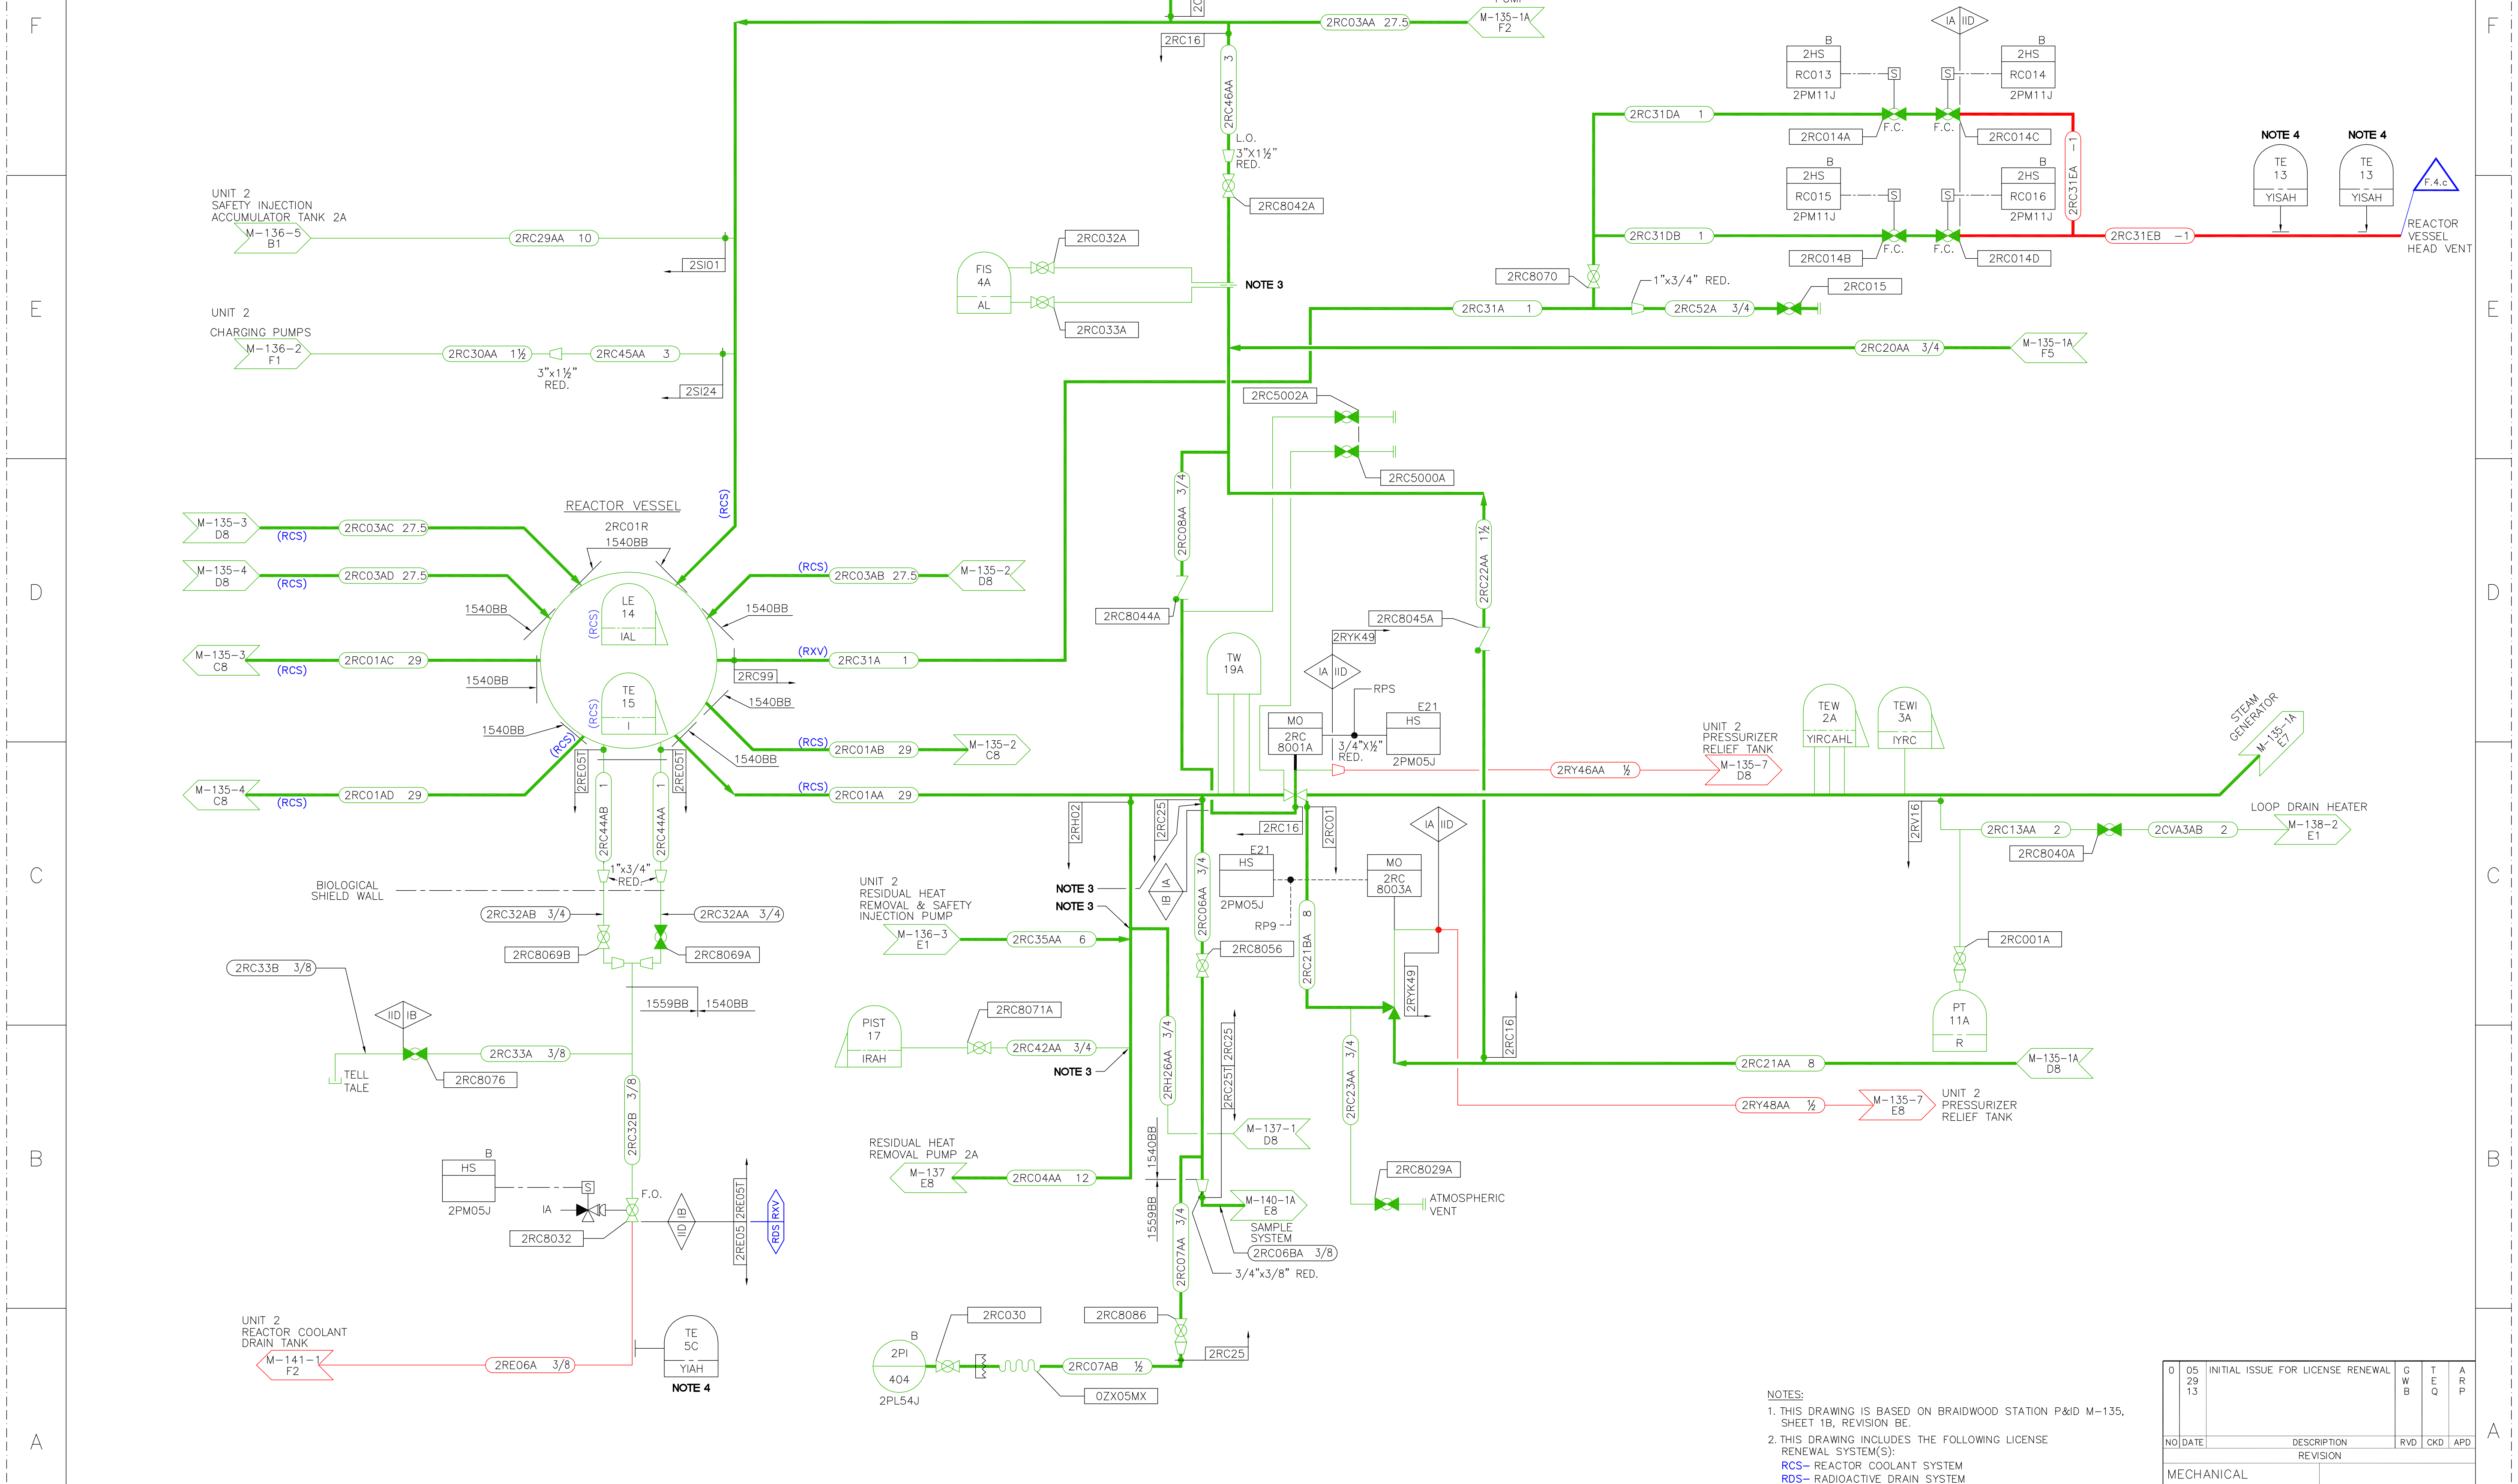 F
F
2RC03AA 27.5
M-135-1A
F2
2RC16
2RC46AA 3
L.O.
3"X1½"
RED.
2RC8042A
IA IID
B
2HS
RC013
2PM11J
S
S
B
2HS
RC014
2PM11J
2RC31DA 1
2RC014A
F.C.
F.C.
2RC014C
B
2HS
RC015
2PM11J
S
S
B
2HS
RC016
2PM11J
2RC31EA -1
2RC31DB 1
2RC014B
F.C.
F.C.
2RC014D
2RC31EB -1
NOTE 4
TE
13
YISAH
NOTE 4
TE
13
YISAH
F.4.c
REACTOR
VESSEL
HEAD VENT
UNIT 2
SAFETY INJECTION
ACCUMULATOR TANK 2A
M-136-5
B1
2RC29AA 10
2SI01
E
E
UNIT 2
CHARGING PUMPS
M-136-2
F1
2RC30AA 1½
3"x1½"
RED.
2RC45AA 3
2SI24
FIS
4A
AL
2RC032A
2RC033A
NOTE 3
2RC8070
1"x3/4" RED.
2RC015
2RC31A 1
2RC52A 3/4
2RC20AA 3/4
M-135-1A
F5
2RC5002A
2RC5000A
(RCS)
REACTOR VESSEL
2RC01R
1540BB
M-135-3
D8
(RCS)
2RC03AC 27.5
M-135-4
D8
(RCS)
2RC03AD 27.5
(RCS)
2RC03AB 27.5
M-135-2
D8
D
D
1540BB
1540BB
LE
14
IAL
(RCS)
TE
15
I
(RCS)
M-135-3
C8
(RCS)
2RC01AC 29
1540BB
(RXV)
2RC31A 1
2RC99
1540BB
1540BB
(RCS)
(RCS)
2RC01AB 29
M-135-2
C8
1540BB
M-135-4
C8
(RCS)
2RC01AD 29
(RCS)
2RC01AA 29
2RC08AA 3/4
2RC8044A
2RC22AA 1½
2RC8045A
TW
19A
2RYK49
IA IID
RPS
MO
2RC
8001A
E21
HS
2PM05J
3/4"X½"
RED.
2RY46AA ½
UNIT 2
PRESSURIZER
RELIEF TANK
M-135-7
D8
TEW
2A
YIRCAHL
TEWI
3A
IYRC
STEAM
GENERATOR
M-135-1A
E7
2RE05T
2RE05T
2RC44AB 1
2RC44AA 1
1"x3/4"
RED.
BIOLOGICAL
SHIELD WALL
C
C
2RC32AB 3/4
2RC32AA 3/4
2RC8069B
2RC8069A
2RH02
2RC25
2RC16
2RC01
NOTE 3
NOTE 3
IB IA
2RC06AA 3/4
E21
HS
2PM05J
RP9
MO
2RC
8003A
IA IID
2RC21BA 8
2RYK49
UNIT 2
RESIDUAL HEAT
REMOVAL & SAFETY
INJECTION PUMP
M-136-3
E1
2RC35AA 6
2RC8056
2RV16
2RC13AA 2
2RC8040A
2CVA3AB 2
LOOP DRAIN HEATER
M-138-2
E1
2RC001A
PT
11A
R
2RC33B 3/8
IID IB
2RC33A 3/8
2RC8076
TELL
TALE
1559BB
1540BB
2RC32B 3/8
PIST
17
IRAH
2RC8071A
2RC42AA 3/4
NOTE 3
2RH26AA 3/4
2RC25T
2RC25
2RC23AA 3/4
2RC16
2RC21AA 8
M-135-1A
D8
2RY48AA ½
M-135-7
E8
UNIT 2
PRESSURIZER
RELIEF TANK
B
B
RESIDUAL HEAT
REMOVAL PUMP 2A
M-137
E8
2RC04AA 12
M-137-1
D8
1540BB
1559BB
M-140-1A
E8
SAMPLE
SYSTEM
2RC06BA 3/8
3/4"x3/8" RED.
2RC8029A
ATMOSPHERIC
VENT
B
HS
2PM05J
S
IA
F.O.
2RC8032
IID IB
2RE05
2RE05T
RDS RXV
2RC07AA 3/4
UNIT 2
REACTOR COOLANT
DRAIN TANK
M-141-1
F2
2RE06A 3/8
TE
5C
YIAH
NOTE 4
B
2PI
404
2PL54J
2RC030
2RC8086
2RC07AB ½
2RC25
0ZX05MX
A
A
NOTES:
1. THIS DRAWING IS BASED ON BRAIDWOOD STATION P&ID M-135,
SHEET 1B, REVISION BE.
2. THIS DRAWING INCLUDES THE FOLLOWING LICENSE
RENEWAL SYSTEM(S):
RCS- REACTOR COOLANT SYSTEM
RDS- RADIOACTIVE DRAIN SYSTEM
0 05 INITIAL ISSUE FOR LICENSE RENEWAL G T A
29 W E R
13 B Q P
NO DATE DESCRIPTION RVD CKD APD
REVISION
MECHANICAL